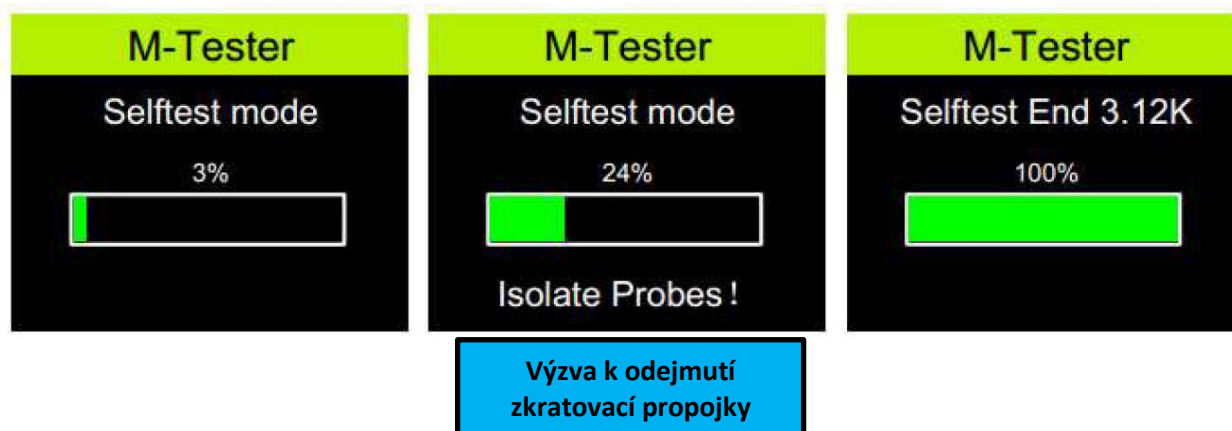 M-Tester
Selftest mode
3%
M-Tester
Selftest mode
24%
Isolate Probes!
Výzva k odejmutí
zkratovací propojky
M-Tester
Selftest End 3.12K
100%